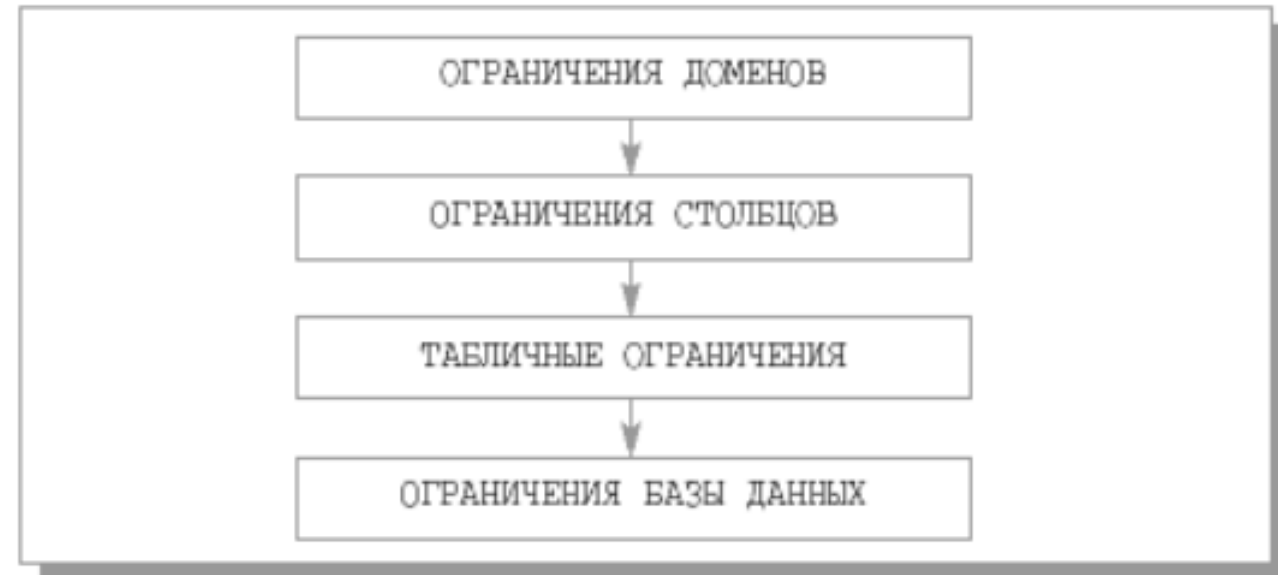 ОГРАНИЧЕНИЯ ДОМЕНОВ
ОГРАНИЧЕНИЯ СТОЛБЦОВ
ТАБЛИЧНЫЕ ОГРАНИЧЕНИЯ
ОГРАНИЧЕНИЯ БАЗЫ ДАННЫХ